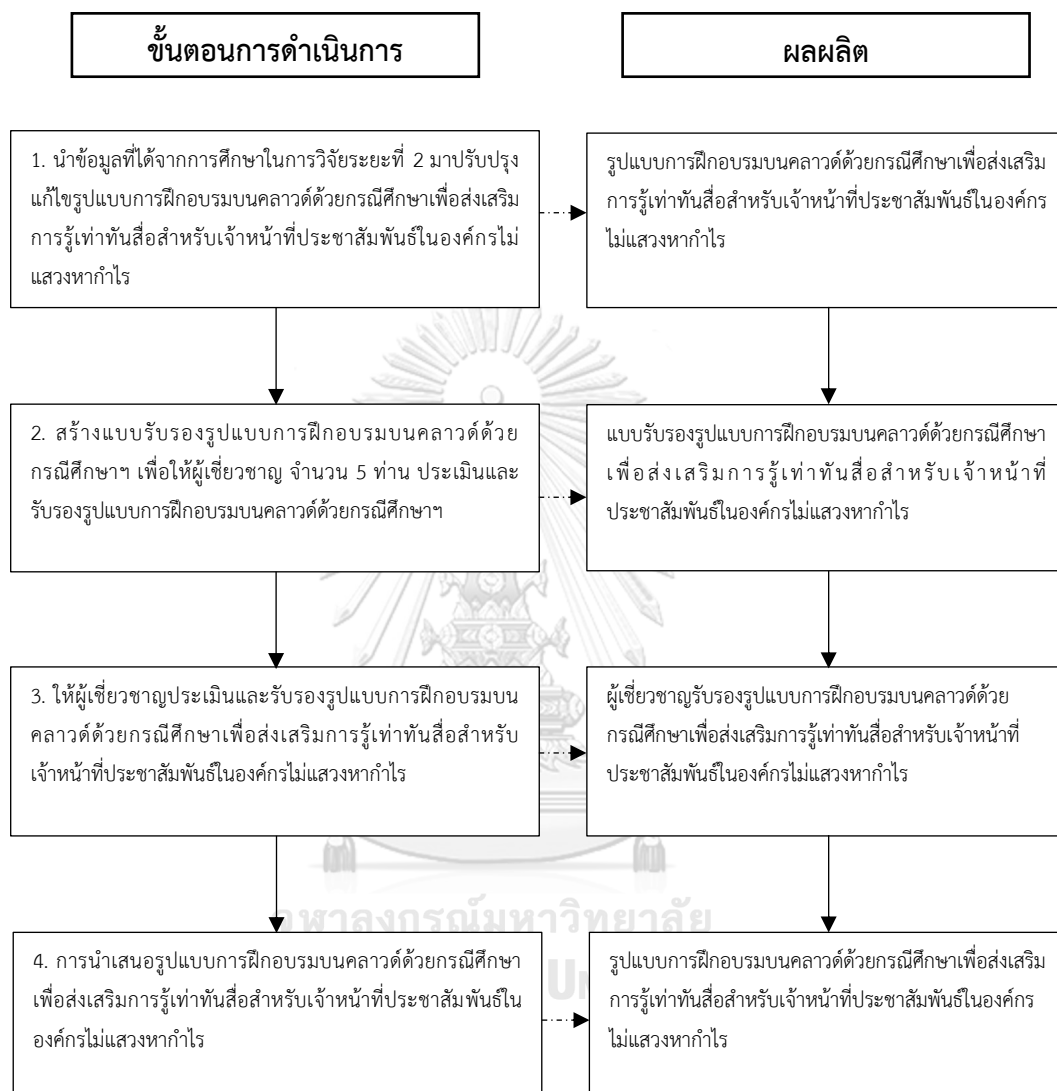 ขั้นตอนการดำเนินการ
ผลผลิต
1. นำข้อมูลที่ได้จากการศึกษาในการวิจัยระยะที่ 2 มาปรับปรุง
แก้ไขรูปแบบการฝึกอบรมบนคลาวด์ด้วยกรณีศึกษาเพื่อส่งเสริม
การรู้เท่าทันสื่อสำหรับเจ้าหน้าที่ประชาสัมพันธ์ในองค์กรไม่
แสวงหากำไร
รูปแบบการฝึกอบรมบนคลาวด์ด้วยกรณีศึกษาเพื่อส่งเสริม
การรู้เท่าทันสื่อสำหรับเจ้าหน้าที่ประชาสัมพันธ์ในองค์กร
ไม่แสวงหากำไร
2. สร้างแบบรับรองรูปแบบการฝึกอบรมบนคลาวด์ด้วย
กรณีศึกษาฯ เพื่อให้ผู้เชี่ยวชาญ จำนวน 5 ท่าน ประเมินและ
รับรองรูปแบบการฝึกอบรมบนคลาวด์ด้วยกรณีศึกษาฯ
แบบรับรองรูปแบบการฝึกอบรมบนคลาวด์ด้วยกรณีศึกษา
เพื่อส่งเสริมการรู้เท่าทันสื่อสำหรับเจ้าหน้าที่
ประชาสัมพันธ์ในองค์กรไม่แสวงหากำไร
3. ให้ผู้เชี่ยวชาญประเมินและรับรองรูปแบบการฝึกอบรมบน
คลาวด์ด้วยกรณีศึกษาเพื่อส่งเสริมการรู้เท่าทันสื่อสำหรับ
เจ้าหน้าที่ประชาสัมพันธ์ในองค์กรไม่แสวงหากำไร
ผู้เชี่ยวชาญรับรองรูปแบบการฝึกอบรมบนคลาวด์ด้วย
กรณีศึกษาเพื่อส่งเสริมการรู้เท่าทันสื่อสำหรับเจ้าหน้าที่
ประชาสัมพันธ์ในองค์กรไม่แสวงหากำไร
4. การนำเสนอรูปแบบการฝึกอบรมบนคลาวด์ด้วยกรณีศึกษา
เพื่อส่งเสริมการรู้เท่าทันสื่อสำหรับเจ้าหน้าที่ประชาสัมพันธ์ใน
องค์กรไม่แสวงหากำไร
รูปแบบการฝึกอบรมบนคลาวด์ด้วยกรณีศึกษาเพื่อส่งเสริม
การรู้เท่าทันสื่อสำหรับเจ้าหน้าที่ประชาสัมพันธ์ในองค์กร
ไม่แสวงหากำไร